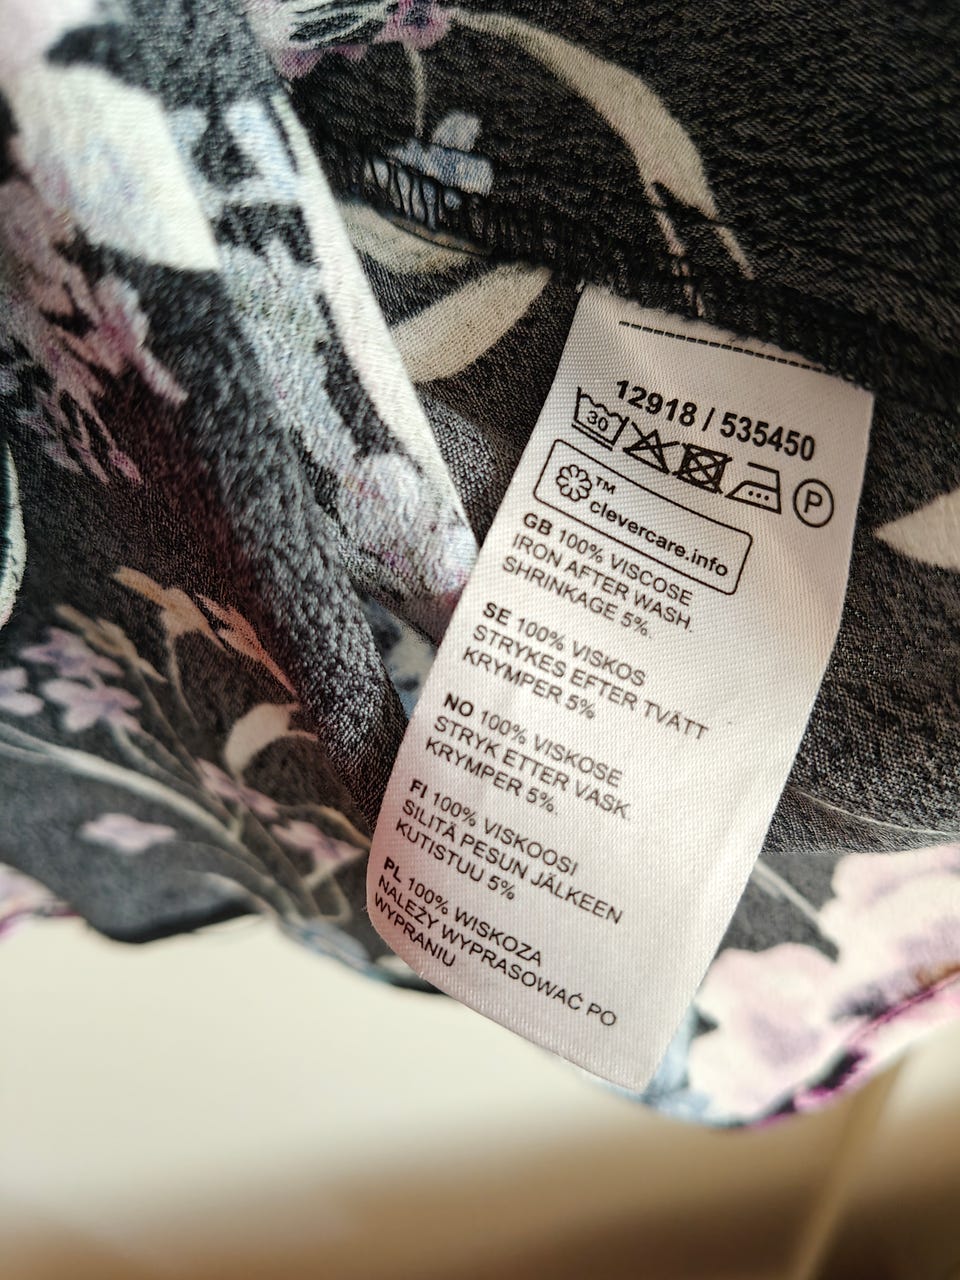 12918 / 535450
30 P
TM
clevercare.info
GB 100% VISCOSE
IRON AFTER WASH.
SHRINKAGE 5%.
SE 100% VISKOS
STRYKES EFTER TVÄTT
KRYMPER 5%
NO 100% VISKOSE
STRYK ETTER VASK.
KRYMPER 5%.
FI 100% VISKOOSI
SILITÄ PESUN JÄLKEEN
KUTISTUU 5%
PL 100% WISKOZA
NALEŻY WYPRASOWAĆ PO
WYPRANIU